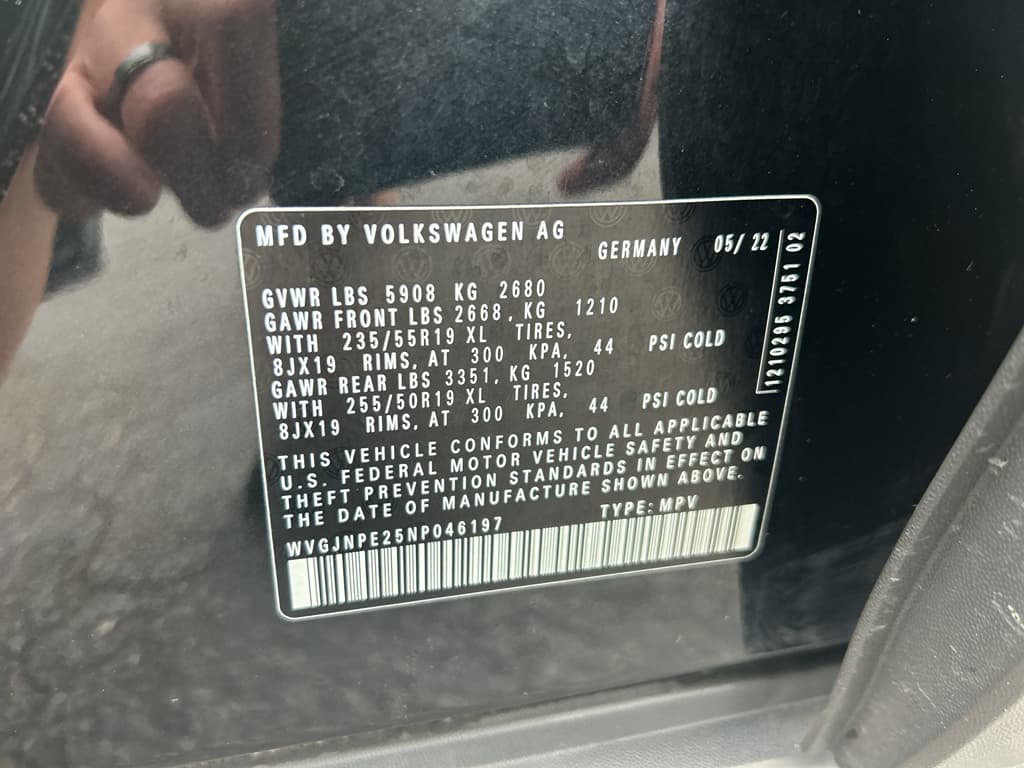 MFD BY VOLKSWAGEN AG
GERMANY 05/ 22
GVWR LBS 5908 KG 2680
GAWR FRONT LBS 2668, KG 1210
WITH 235/55R19 XL TIRES,
8JX19 RIMS, AT 300 KPA, 44 PSI COLD
GAWR REAR LBS 3351, KG 1520
WITH 255/50R19 XL TIRES,
8JX19 RIMS, AT 300 KPA, 44 PSI COLD
THIS VEHICLE CONFORMS TO ALL APPLICABLE
U.S. FEDERAL MOTOR VEHICLE SAFETY AND
THEFT PREVENTION STANDARDS IN EFFECT ON
THE DATE OF MANUFACTURE SHOWN ABOVE.
WVGJNPE25NP046197 TYPE: MPV
1210295 3751 02